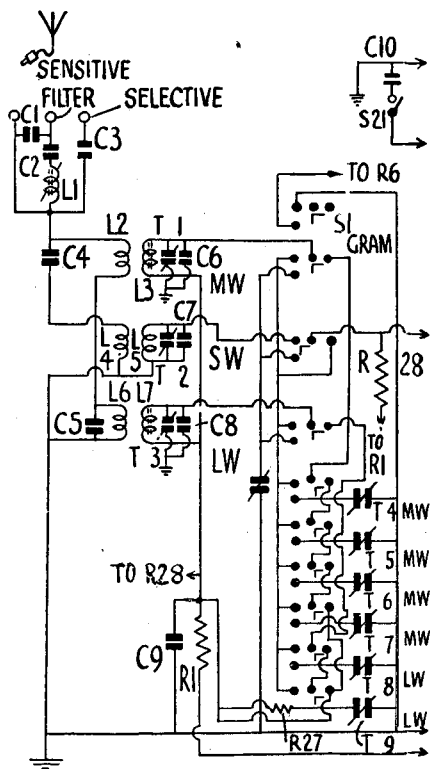 SENSITIVE
FILTER
SELECTIVE
C1
C2
C3
L1
C10
S21
TO R6
S1
GRAM
L2
T 1
C4
C6
L3
MW
C7
L 4
L 5
T 2
SW
R 28
L6
L7
C5
C8
T 3
LW
TO R1
T 4
MW
T 5
MW
TO R28
T 6
MW
T 7
MW
C9
R1
T 8
LW
R27
T 9
LW